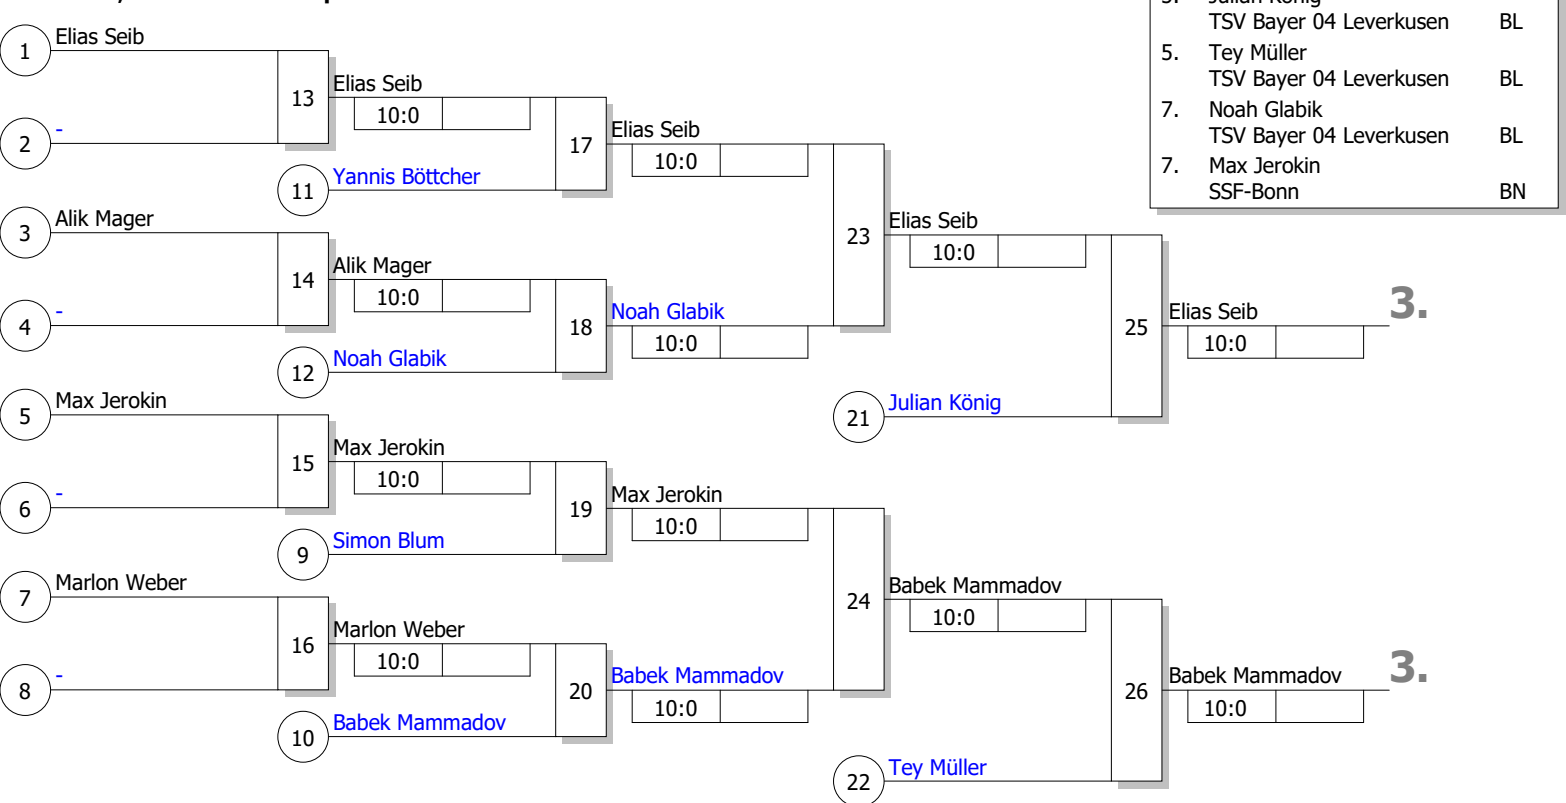 TSV Bayer 04 Leverkusen BL
5. Tey Müller
TSV Bayer 04 Leverkusen BL
7. Noah Glabik
TSV Bayer 04 Leverkusen BL
7. Max Jerokin
SSF-Bonn BN
1 Elias Seib
13 Elias Seib
10:0
2 -
17 Elias Seib
10:0
11 Yannis Böttcher
3 Alik Mager
23 Elias Seib
10:0
14 Alik Mager
10:0
4 -
18 Noah Glabik
10:0
12 Noah Glabik
25 Elias Seib 3.
10:0
5 Max Jerokin
21 Julian König
15 Max Jerokin
10:0
6 -
19 Max Jerokin
10:0
9 Simon Blum
7 Marlon Weber
24 Babek Mammadov
10:0
16 Marlon Weber
10:0
8 -
20 Babek Mammadov
10:0
26 Babek Mammadov 3.
10:0
10 Babek Mammadov
22 Tey Müller